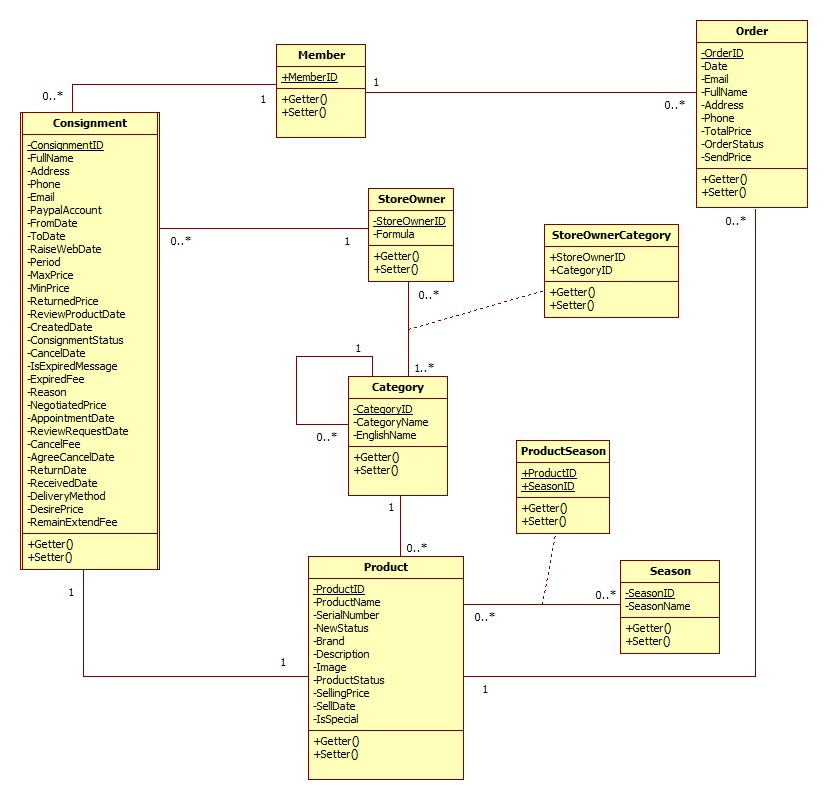 Order
-OrderID
-Date
-Email
-FullName
-Address
-Phone
-TotalPrice
-OrderStatus
-SendPrice
+Getter()
+Setter()
Member
+MemberID
+Getter()
+Setter()
0..*
1
1
0..*
Consignment
-ConsignmentID
-FullName
-Address
-Phone
-Email
-PaypalAccount
-FromDate
-ToDate
-RaiseWebDate
-Period
-MaxPrice
-MinPrice
-ReturnedPrice
-ReviewProductDate
-CreatedDate
-ConsignmentStatus
-CancelDate
-IsExpiredMessage
-ExpiredFee
-Reason
-NegotiatedPrice
-AppointmentDate
-ReviewRequestDate
-CancelFee
-AgreeCancelDate
-ReturnDate
-ReceivedDate
-DeliveryMethod
-DesirePrice
-RemainExtendFee
+Getter()
+Setter()
StoreOwner
-StoreOwnerID
-Formula
+Getter()
+Setter()
0..*
1
0..*
StoreOwnerCategory
+StoreOwnerID
+CategoryID
+Getter()
+Setter()
0..*
1..*
1
0..*
Category
-CategoryID
-CategoryName
-EnglishName
+Getter()
+Setter()
1
0..*
ProductSeason
+ProductID
+SeasonID
+Getter()
+Setter()
Product
-ProductID
-ProductName
-SerialNumber
-NewStatus
-Brand
-Description
-Image
-ProductStatus
-SellingPrice
-SellDate
-IsSpecial
+Getter()
+Setter()
0..*
0..*
Season
-SeasonID
-SeasonName
+Getter()
+Setter()
1
1
1